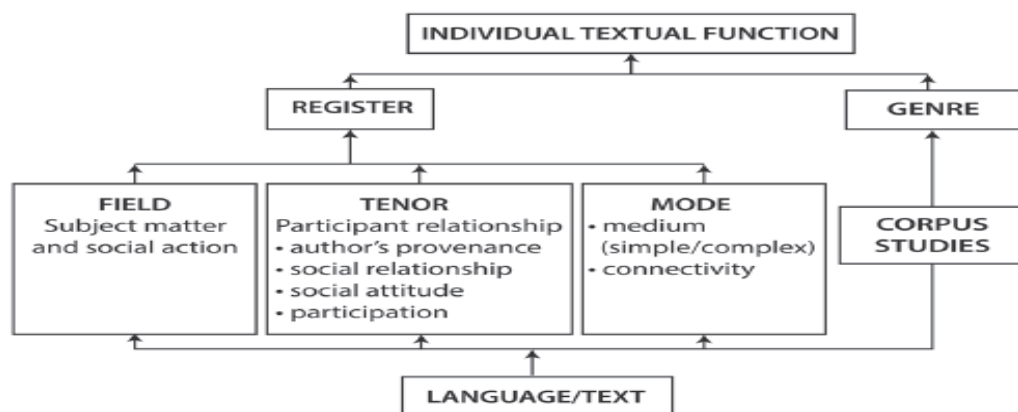 INDIVIDUAL TEXTUAL FUNCTION
REGISTER
GENRE
FIELD
Subject matter
and social action
TENOR
Participant relationship
• author's provenance
• social relationship
• social attitude
• participation
MODE
• medium
(simple/complex)
• connectivity
CORPUS
STUDIES
LANGUAGE/TEXT